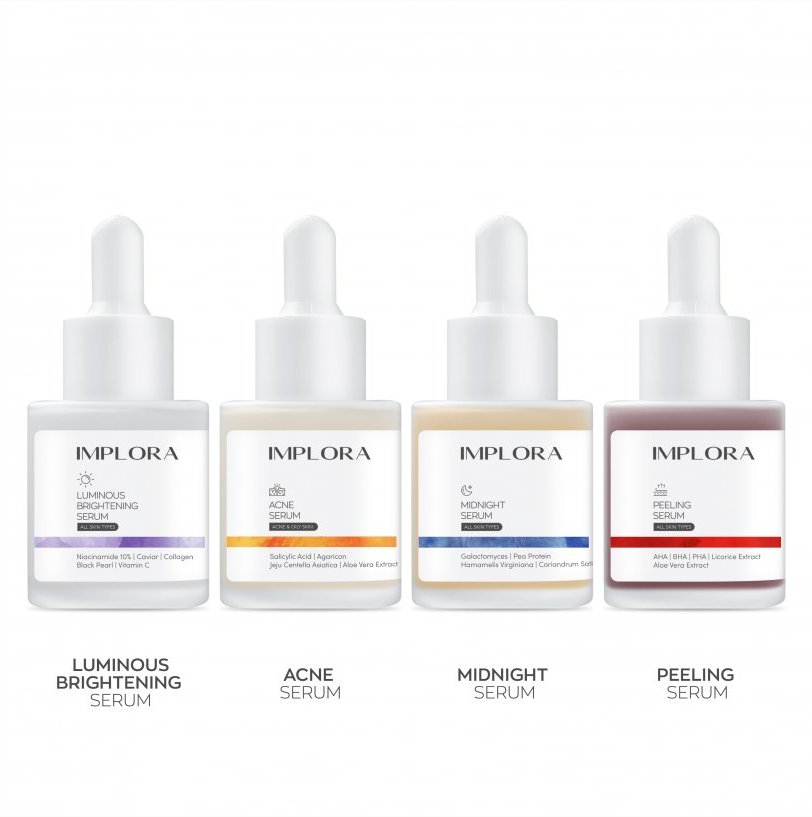 IMPLORA
LUMINOUS
BRIGHTENING
SERUM
ALL SKIN TYPES
Niacinamide 10% | Caviar | Collagen
Black Pearl | Vitamin C
IMPLORA
ACNE
SERUM
ACNE & OILY SKIN
Salicylic Acid | Agaricon
Jeju Centella Asiatica | Aloe Vera Extract
IMPLORA
MIDNIGHT
SERUM
ALL SKIN TYPES
Galactomyces | Pea Protein
Hamamelis Virginiana | Coriandrum
IMPLORA
PEELING
SERUM
ALL SKIN TYPES
AHA | BHA | PHA | Licorice Extract
Aloe Vera Extract
LUMINOUS
BRIGHTENING
SERUM
ACNE
SERUM
MIDNIGHT
SERUM
PEELING
SERUM